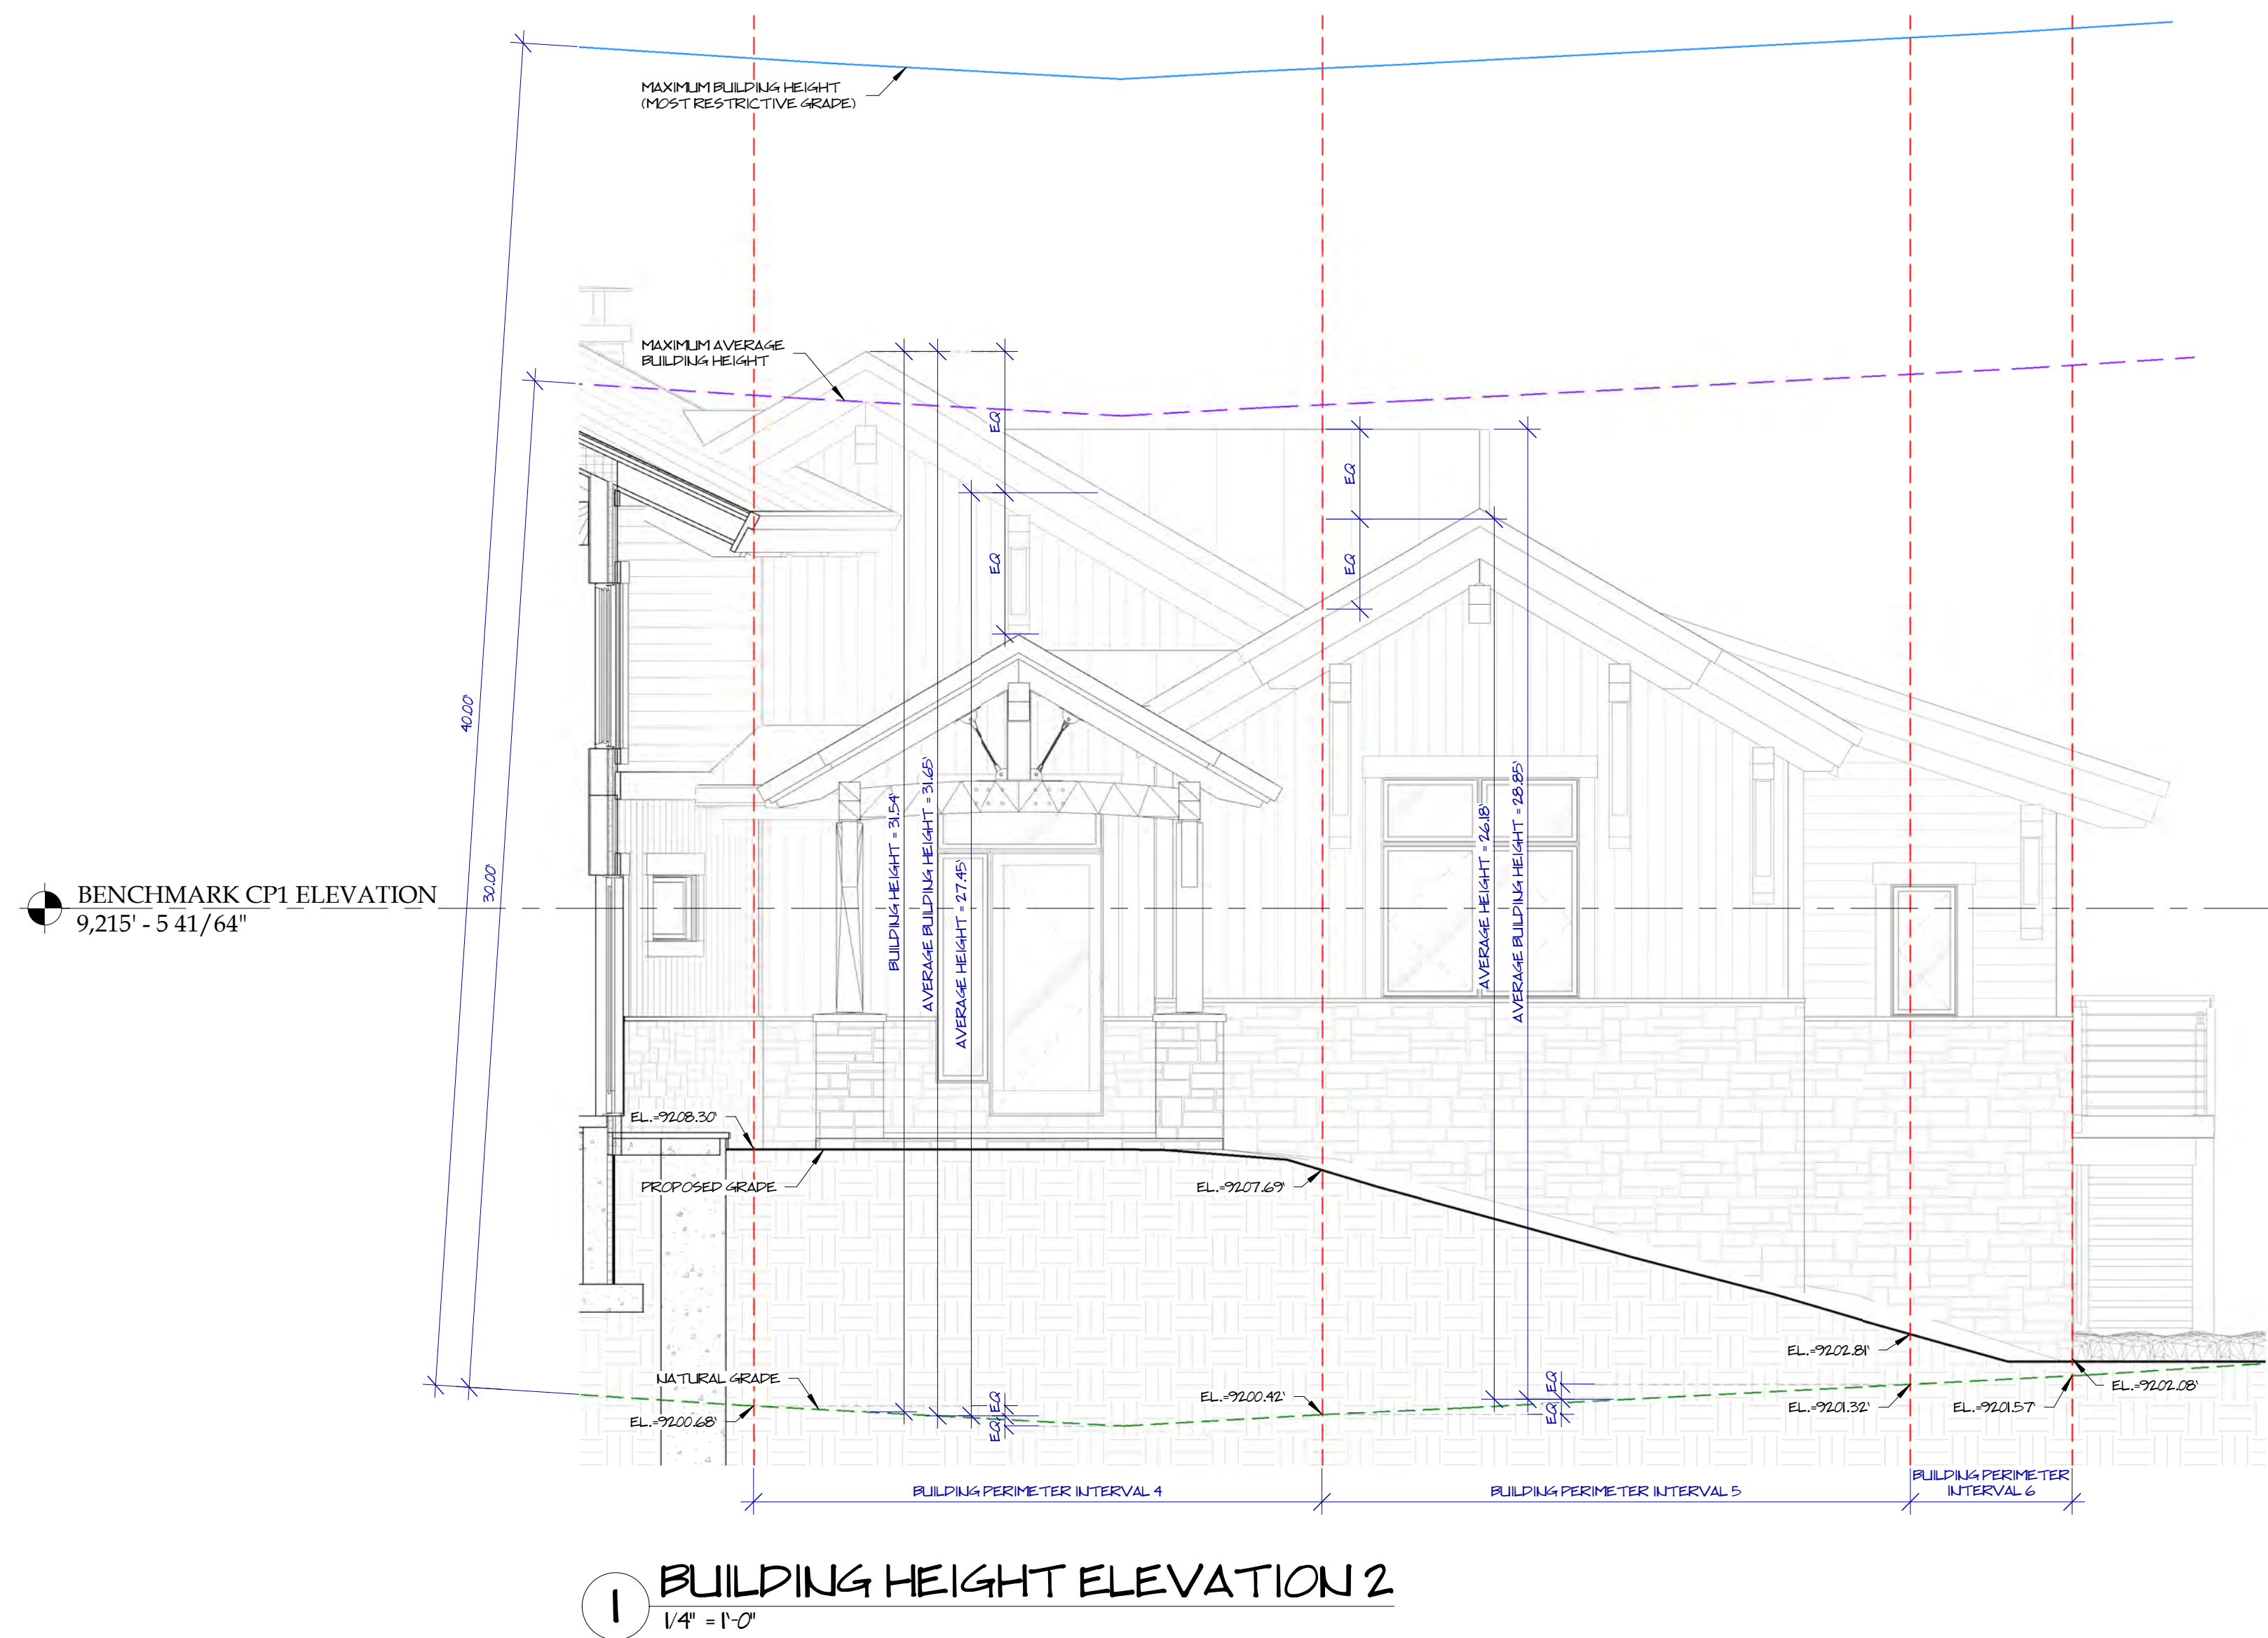 MAXIMUM BUILDING HEIGHT
(MOST RESTRICTIVE GRADE)
MAXIMUM AVERAGE
BUILDING HEIGHT
EQ
EQ
EQ
EQ
40.00'
30.00'
BUILDING HEIGHT = 31.54'
AVERAGE BUILDING HEIGHT = 31.65'
AVERAGE HEIGHT = 27.45'
AVERAGE HEIGHT = 26.18'
AVERAGE BUILDING HEIGHT = 28.85'
BENCHMARK CP1 ELEVATION
9,215' - 5 41/64"
EL.=9208.30'
PROPOSED GRADE
EL.=9207.69'
EL.=9202.81'
NATURAL GRADE
EL.=9200.68'
EQ
EQ
EL.=9200.42'
EQ
EQ
EL.=9201.32'
EL.=9201.57'
EL.=9202.08'
BUILDING PERIMETER INTERVAL 4
BUILDING PERIMETER INTERVAL 5
BUILDING PERIMETER
INTERVAL 6
1
BUILDING HEIGHT ELEVATION 2
1/4" = 1'-0"